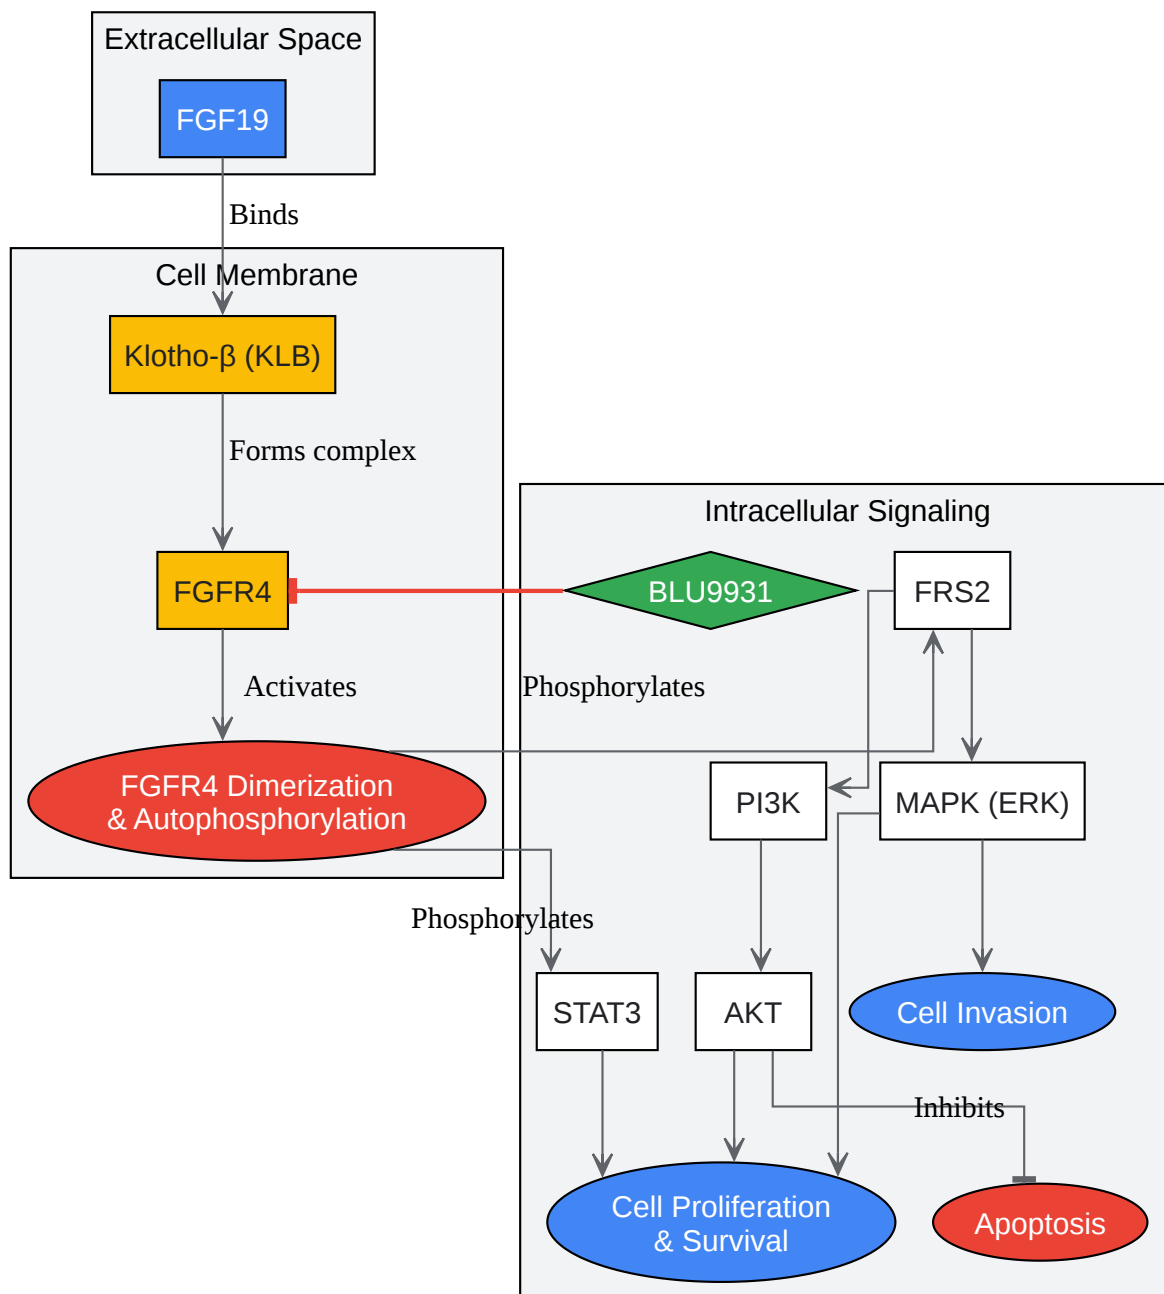 Extracellular Space
FGF19
Binds
Cell Membrane
Klotho-β (KLB)
Forms complex
Intracellular Signaling
FGFR4
BLU9931
FRS2
Activates
Phosphorylates
FGFR4 Dimerization
& Autophosphorylation
PI3K
MAPK (ERK)
Phosphorylates
STAT3
AKT
Cell Invasion
Inhibits
Cell Proliferation
& Survival
Apoptosis